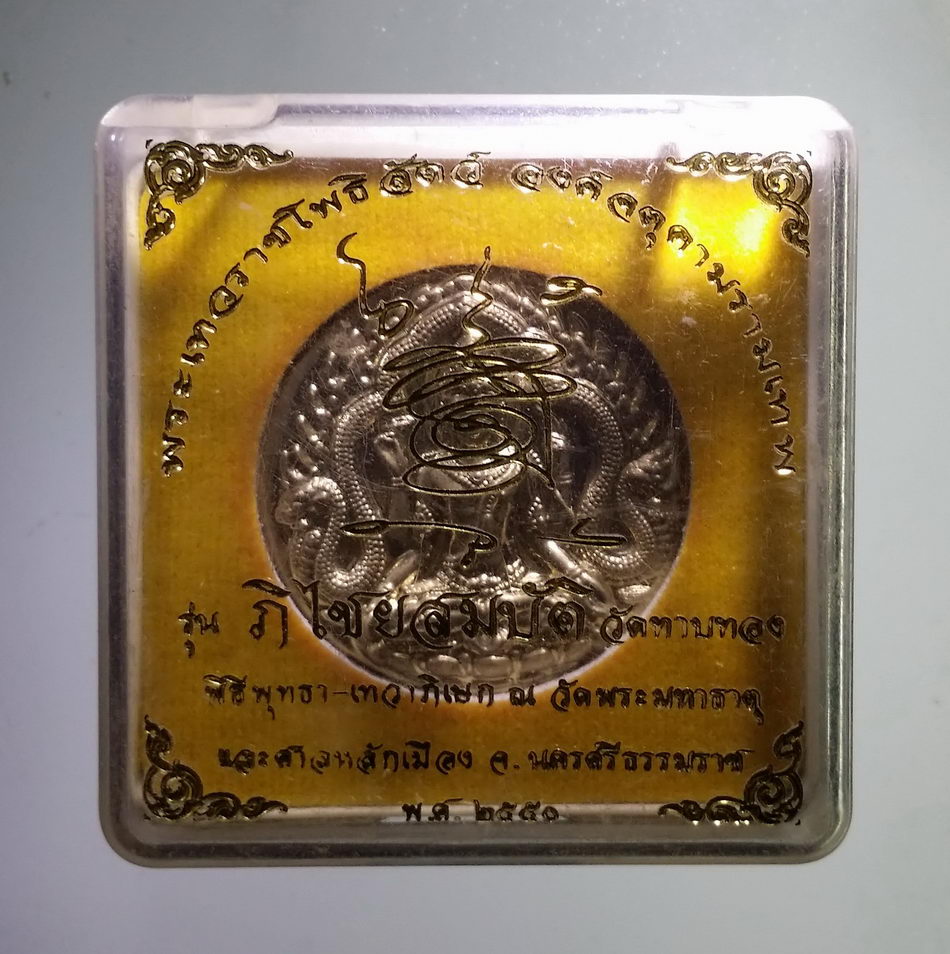 พระเทวราชโพธิสัตว์ องค์จตุคามรามเทพ
รุ่น ภิไชยสมบัติ วัดทาบทอง
พิธีพุทธา-เทวาภิเษก ณ วัดพระมหาธาตุ
และศาลหลักเมือง จ.นครศรีธรรมราช
พ.ศ. ๒๕๕๐